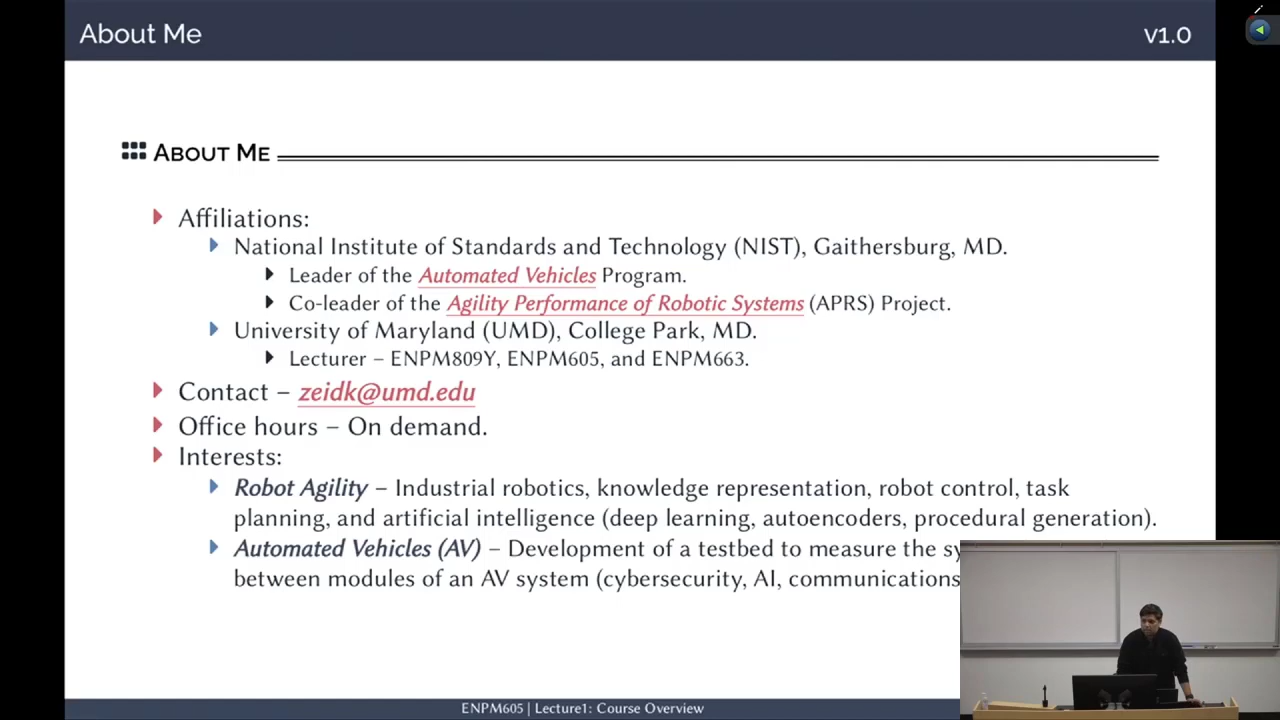 About Me
v1.0
About Me
Affiliations:
National Institute of Standards and Technology (NIST), Gaithersburg, MD.
Leader of the Automated Vehicles Program.
Co-leader of the Agility Performance of Robotic Systems (APRS) Project.
University of Maryland (UMD), College Park, MD.
Lecturer – ENPM809Y, ENPM605, and ENPM663.
Contact – zeidk@umd.edu
Office hours – On demand.
Interests:
Robot Agility – Industrial robotics, knowledge representation, robot control, task
planning, and artificial intelligence (deep learning, autoencoders, procedural generation).
Automated Vehicles (AV) – Development of a testbed to measure the
between modules of an AV system (cybersecurity, AI, communications
ENPM605 | Lecture1: Course Overview